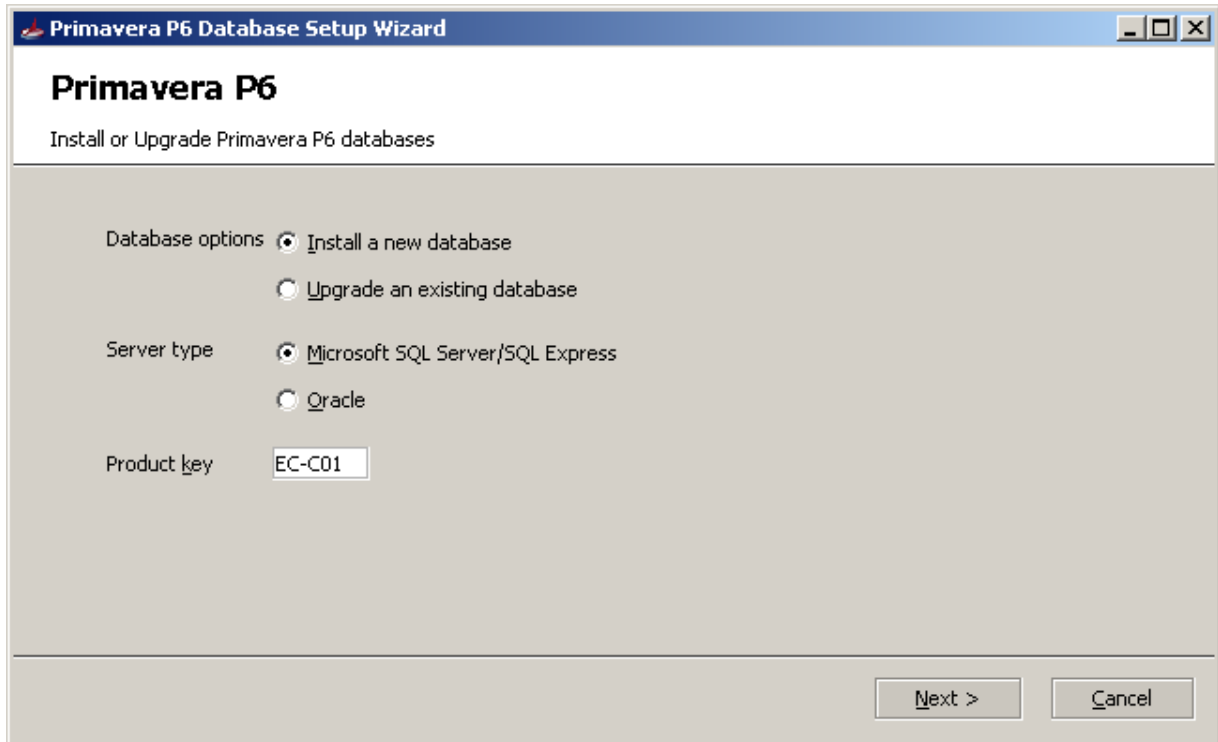 Primavera P6 Database Setup Wizard
Primavera P6
Install or Upgrade Primavera P6 databases
Database options Install a new database
Upgrade an existing database
Server type Microsoft SQL Server/SQL Express
Oracle
Product key EC-C01
Next > Cancel